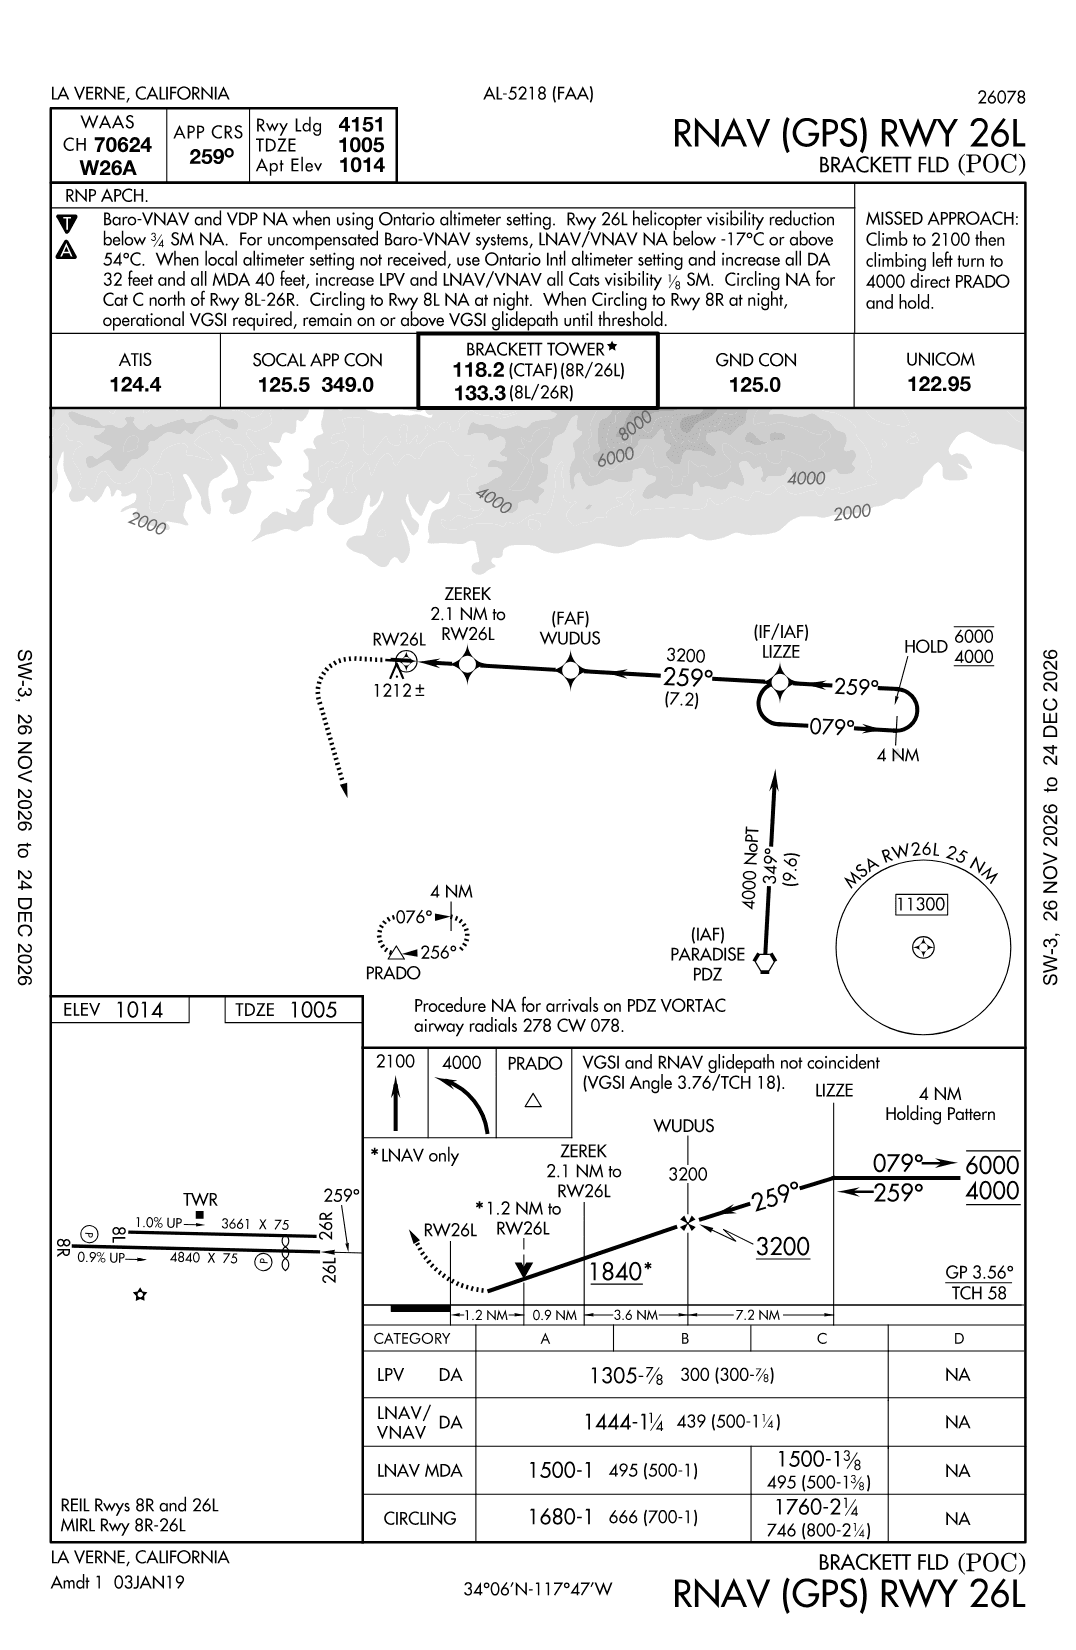 LA VERNE, CALIFORNIA
AL-5218 (FAA)
26078
WAAS
CH 70624
W26A
APP CRS
259°
Rwy Ldg 4151
TDZE 1005
Apt Elev 1014
RNAV (GPS) RWY 26L
BRACKETT FLD (POC)
RNP APCH.
T
A
Baro-VNAV and VDP NA when using Ontario altimeter setting. Rwy 26L helicopter visibility reduction
below ¾ SM NA. For uncompensated Baro-VNAV systems, LNAV/VNAV NA below -17°C or above
54°C. When local altimeter setting not received, use Ontario Intl altimeter setting and increase all DA
32 feet and all MDA 40 feet, increase LPV and LNAV/VNAV all Cats visibility ⅛ SM. Circling NA for
Cat C north of Rwy 8L-26R. Circling to Rwy 8L NA at night. When Circling to Rwy 8R at night,
operational VGSI required, remain on or above VGSI glidepath until threshold.
MISSED APPROACH:
Climb to 2100 then
climbing left turn to
4000 direct PRADO
and hold.
ATIS
124.4
SOCAL APP CON
125.5 349.0
BRACKETT TOWER★
118.2 (CTAF) (8R/26L)
133.3 (8L/26R)
GND CON
125.0
UNICOM
122.95
8000
6000
4000
4000
2000
2000
ZEREK
2.1 NM to
RW26L
(FAF)
WUDUS
(IF/IAF)
LIZZE
HOLD
6000
4000
RW26L
1212±
3200
259°
(7.2)
259°
079°
4 NM
4000 NoPT
349°
(9.6)
MSA RW26L 25 NM
11300
4 NM
076°
256°
PRADO
(IAF)
PARADISE
PDZ
Procedure NA for arrivals on PDZ VORTAC
airway radials 278 CW 078.
SW-3, 26 NOV 2026 to 24 DEC 2026
SW-3, 26 NOV 2026 to 24 DEC 2026
ELEV 1014
TDZE 1005
TWR
259°
1.0% UP
3661 X 75
8L
26R
P
8R
0.9% UP
4840 X 75
P
26L
REIL Rwys 8R and 26L
MIRL Rwy 8R-26L
2100
4000
PRADO
VGSI and RNAV glidepath not coincident
(VGSI Angle 3.76/TCH 18).
LIZZE
4 NM
Holding Pattern
*LNAV only
WUDUS
ZEREK
2.1 NM to
RW26L
3200
*1.2 NM to
RW26L
RW26L
259°
079°
259°
6000
4000
3200
1840*
GP 3.56°
TCH 58
1.2 NM
0.9 NM
3.6 NM
7.2 NM
CATEGORY A B C D
LPV DA 1305-⅞ 300 (300-⅞) NA
LNAV/
VNAV DA 1444-1¼ 439 (500-1¼) NA
LNAV MDA 1500-1 495 (500-1) 1500-1⅜ 495 (500-1⅜) NA
CIRCLING 1680-1 666 (700-1) 1760-2¼ 746 (800-2¼) NA
LA VERNE, CALIFORNIA
Amdt 1 03JAN19
34°06'N-117°47'W
BRACKETT FLD (POC)
RNAV (GPS) RWY 26L